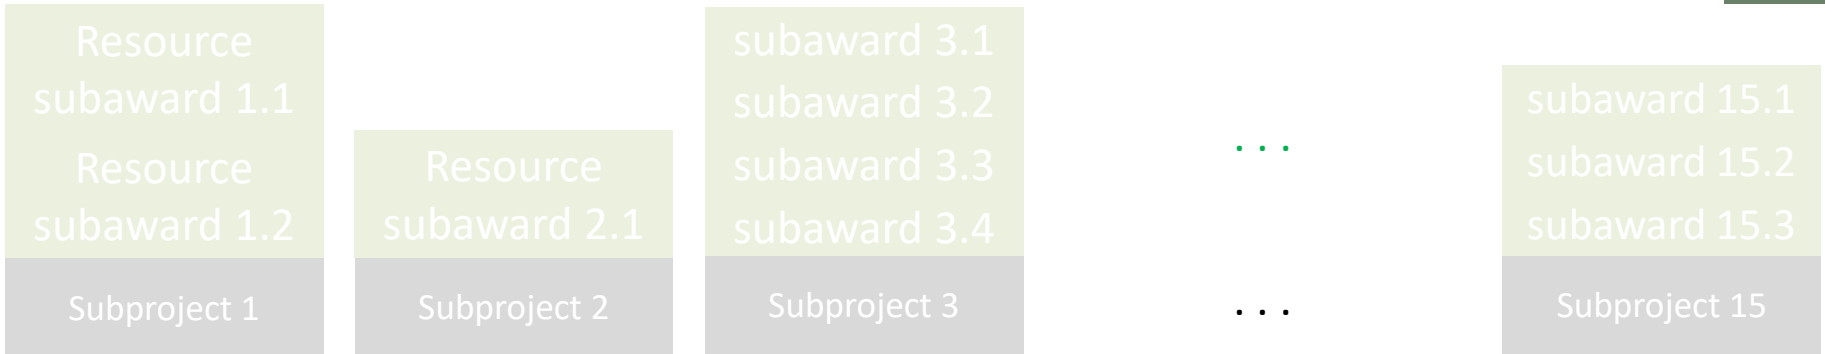 Resource
subaward 1.1
Resource
subaward 1.2
Subproject 1
Resource
subaward 2.1
Subproject 2
subaward 3.1
subaward 3.2
subaward 3.3
subaward 3.4
Subproject 3
...
...
subaward 15.1
subaward 15.2
subaward 15.3
Subproject 15